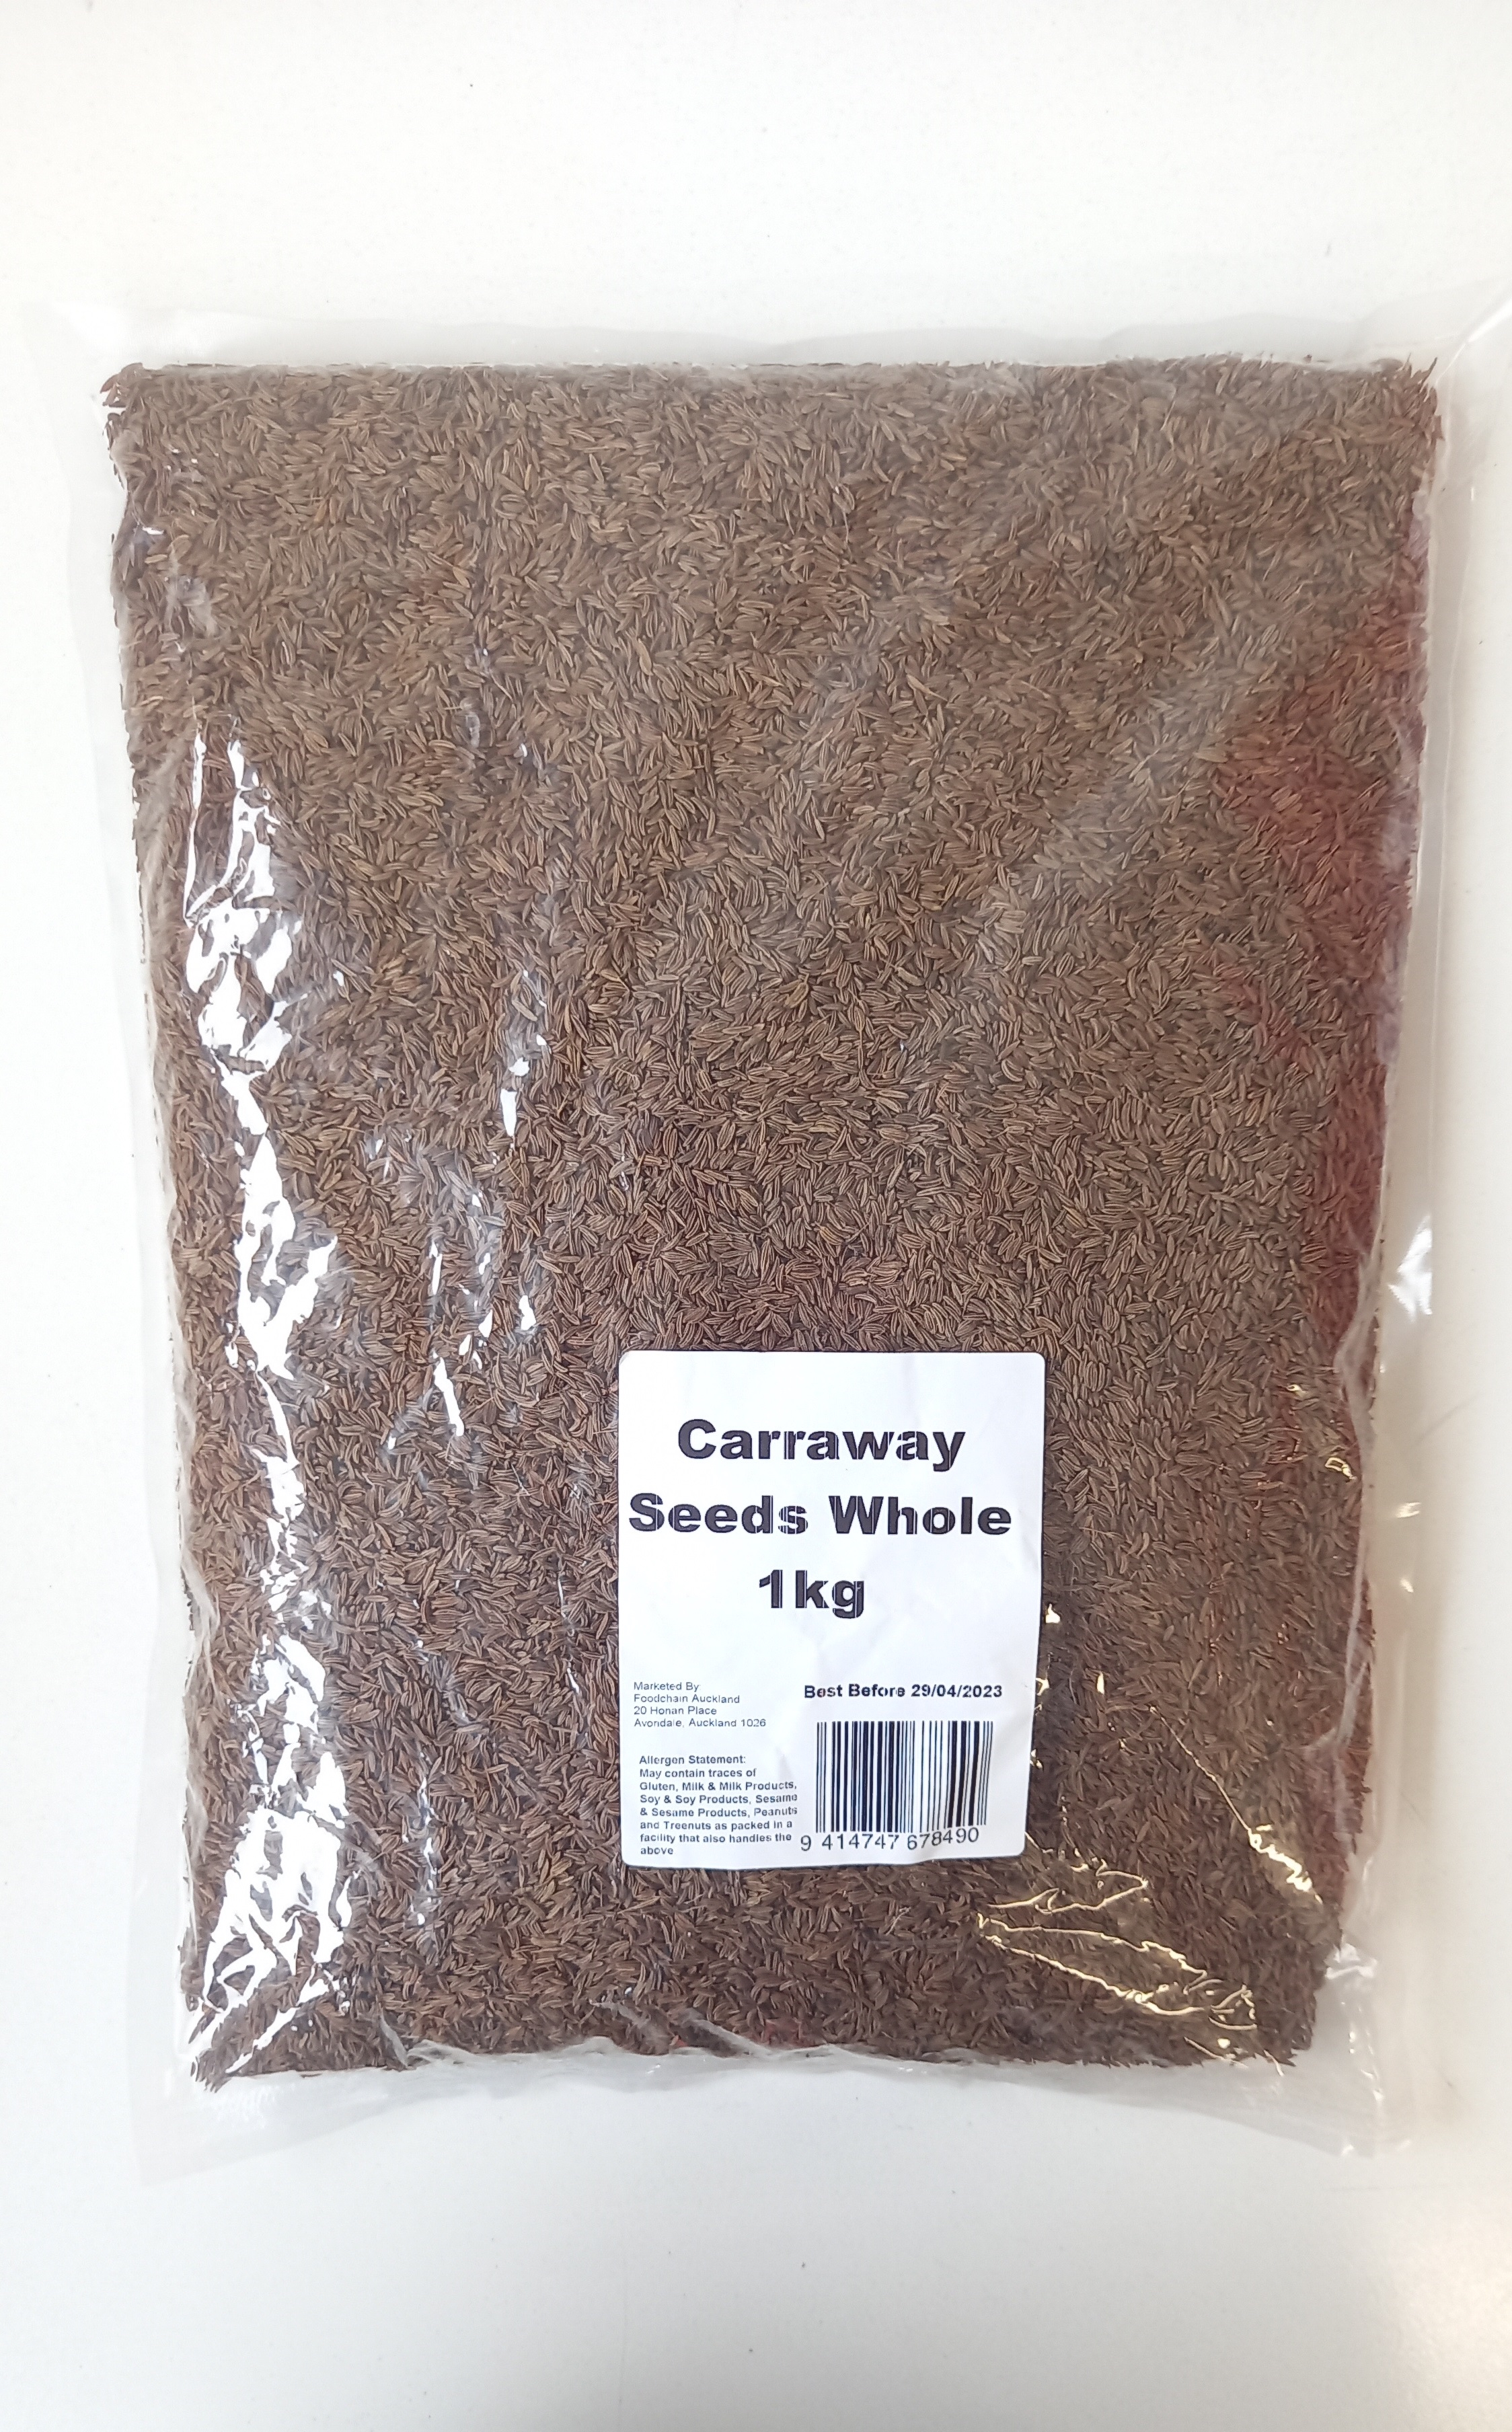 Carraway
Seeds Whole
1kg
Marketed By
Foodchain Auckland
20 Honan Place
Avondale, Auckland 1026
Best Before 29/04/2023
Allergen Statement:
May contain traces of
Gluten, Milk & Milk Products,
Soy & Soy Products, Sesame
& Sesame Products, Peanuts
and Treenuts as packed in a
facility that also handles the
above
9 414747 678490